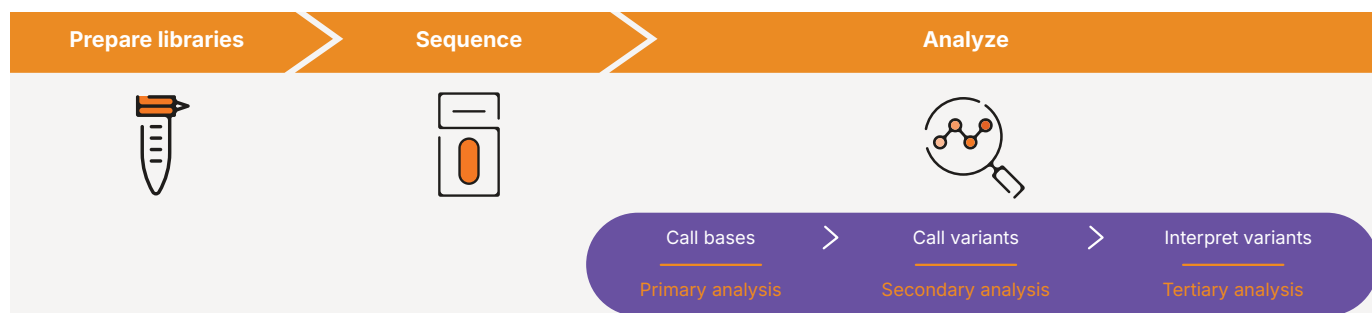 Prepare libraries
Sequence
Analyze
Call bases
Call variants
Interpret variants
Primary analysis
Secondary analysis
Tertiary analysis